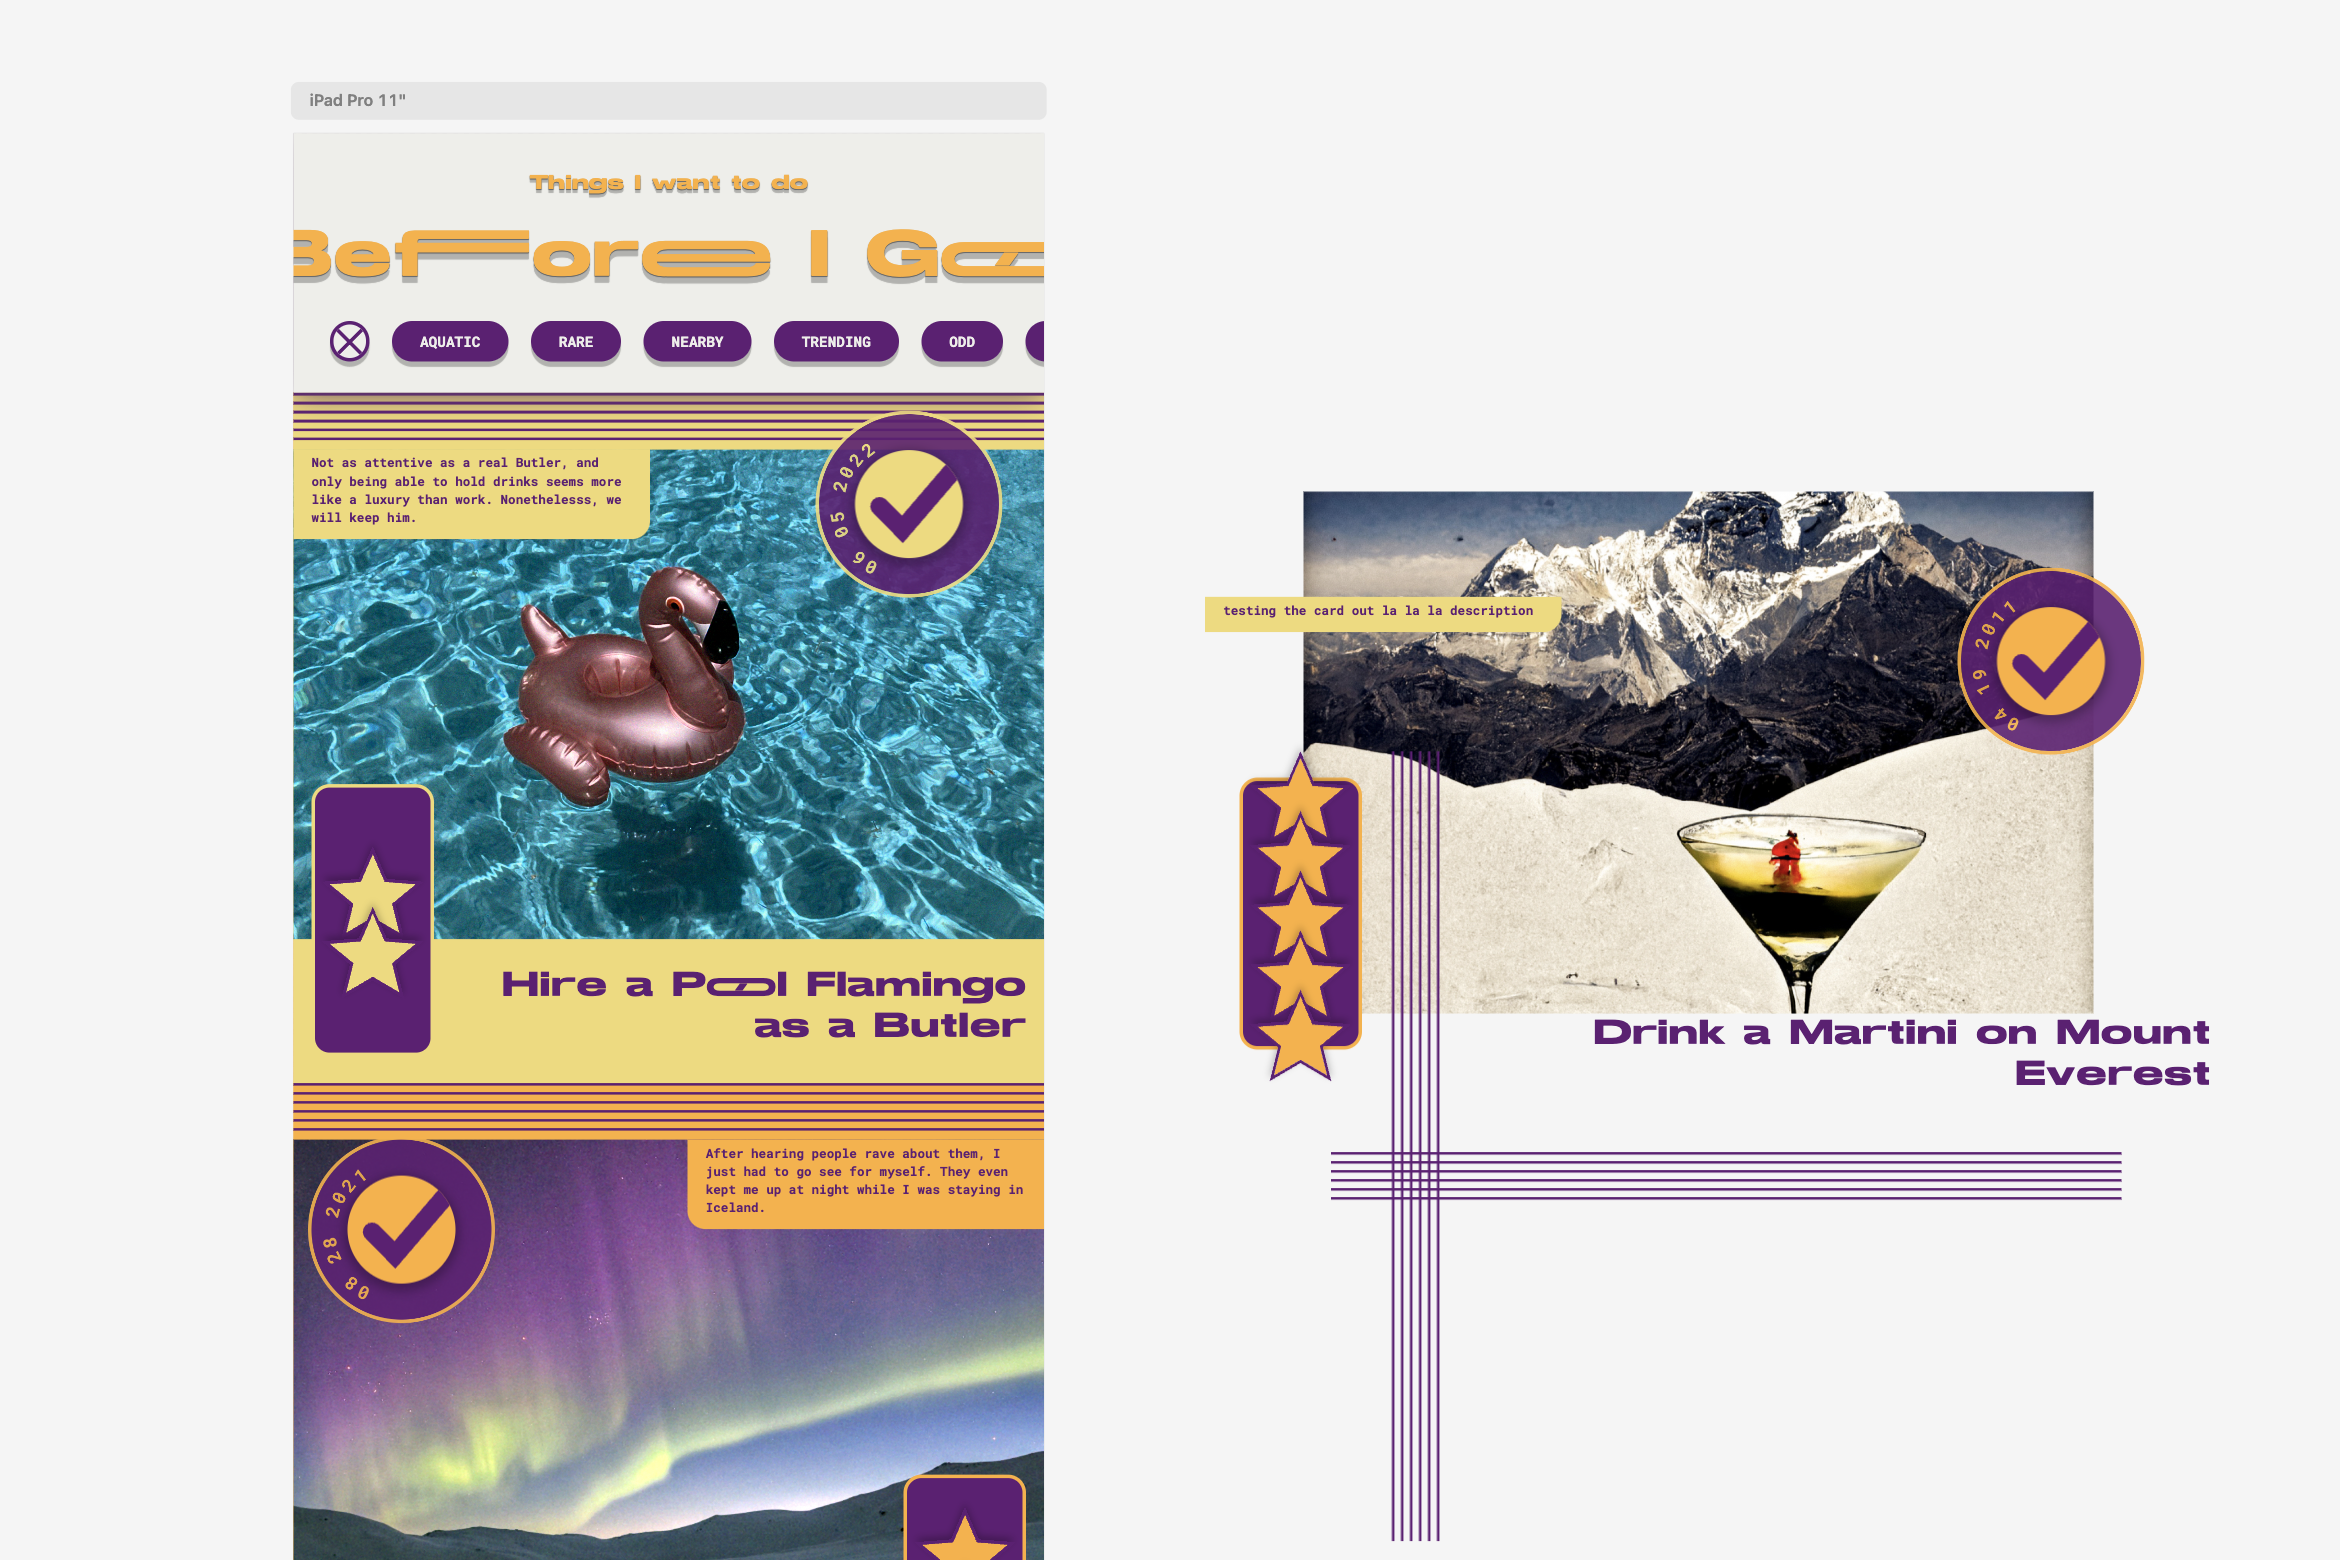 iPad Pro 11"
Things I want to do
Before I Go
AQUATIC
RARE
NEARBY
TRENDING
ODD
Not as attentive as a real Butler, and
only being able to hold drinks seems more
like a luxury than work. Nonethelesss, we
will keep him.
06 05 2022
Hire a Pool Flamingo
as a Butler
After hearing people rave about them, I
just had to go see for myself. They even
kept me up at night while I was staying in
Iceland.
08 28 2021
testing the card out la la la description
04 19 2017
Drink a Martini on Mount
Everest